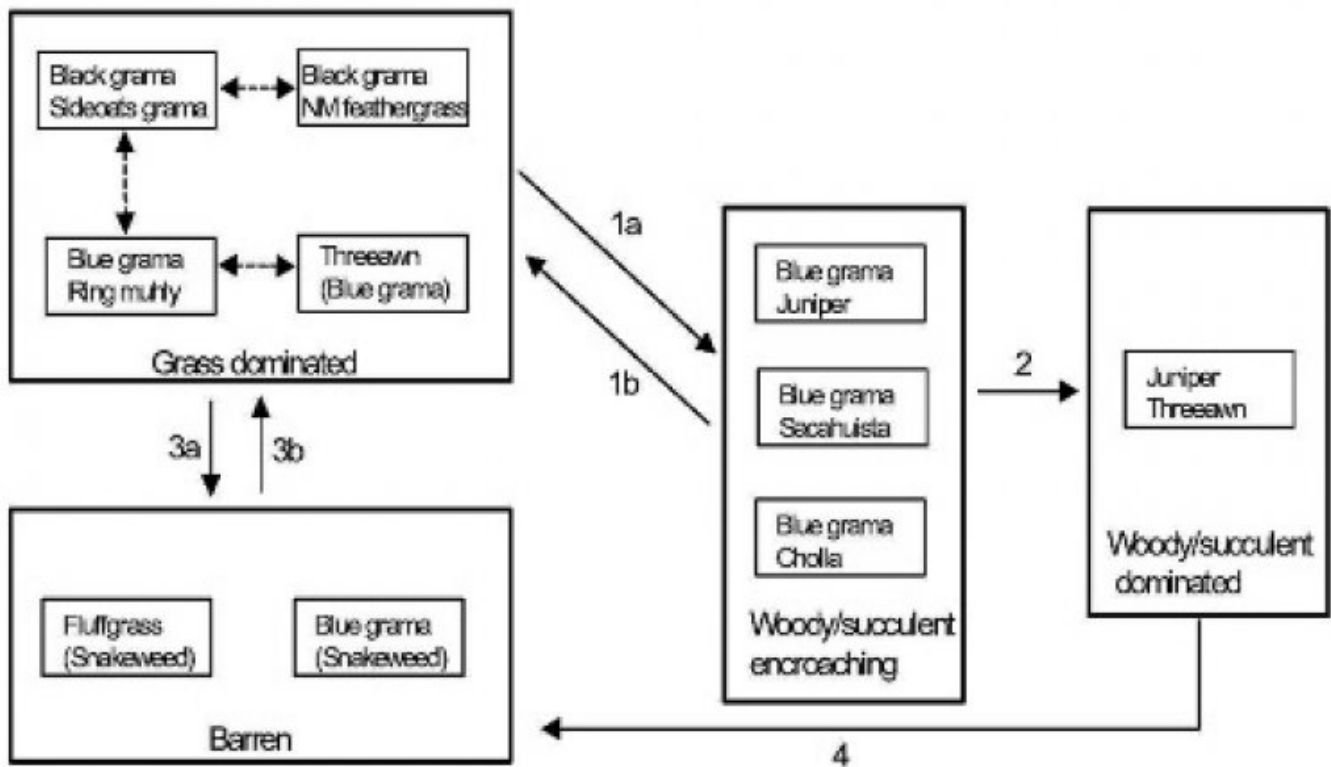 Black grama
Sideoats grama
Black grama
NM feathergrass
Blue grama
Ring muhly
Threeawn
(Blue grama)
Grass dominated
1a
1b
3a
3b
Blue grama
Juniper
Blue grama
Sacahuista
Blue grama
Cholla
Woody/succulent
encroaching
2
Juniper
Threeawn
Woody/succulent
dominated
Fluffgrass
(Snakeweed)
Blue grama
(Snakeweed)
Barren
4